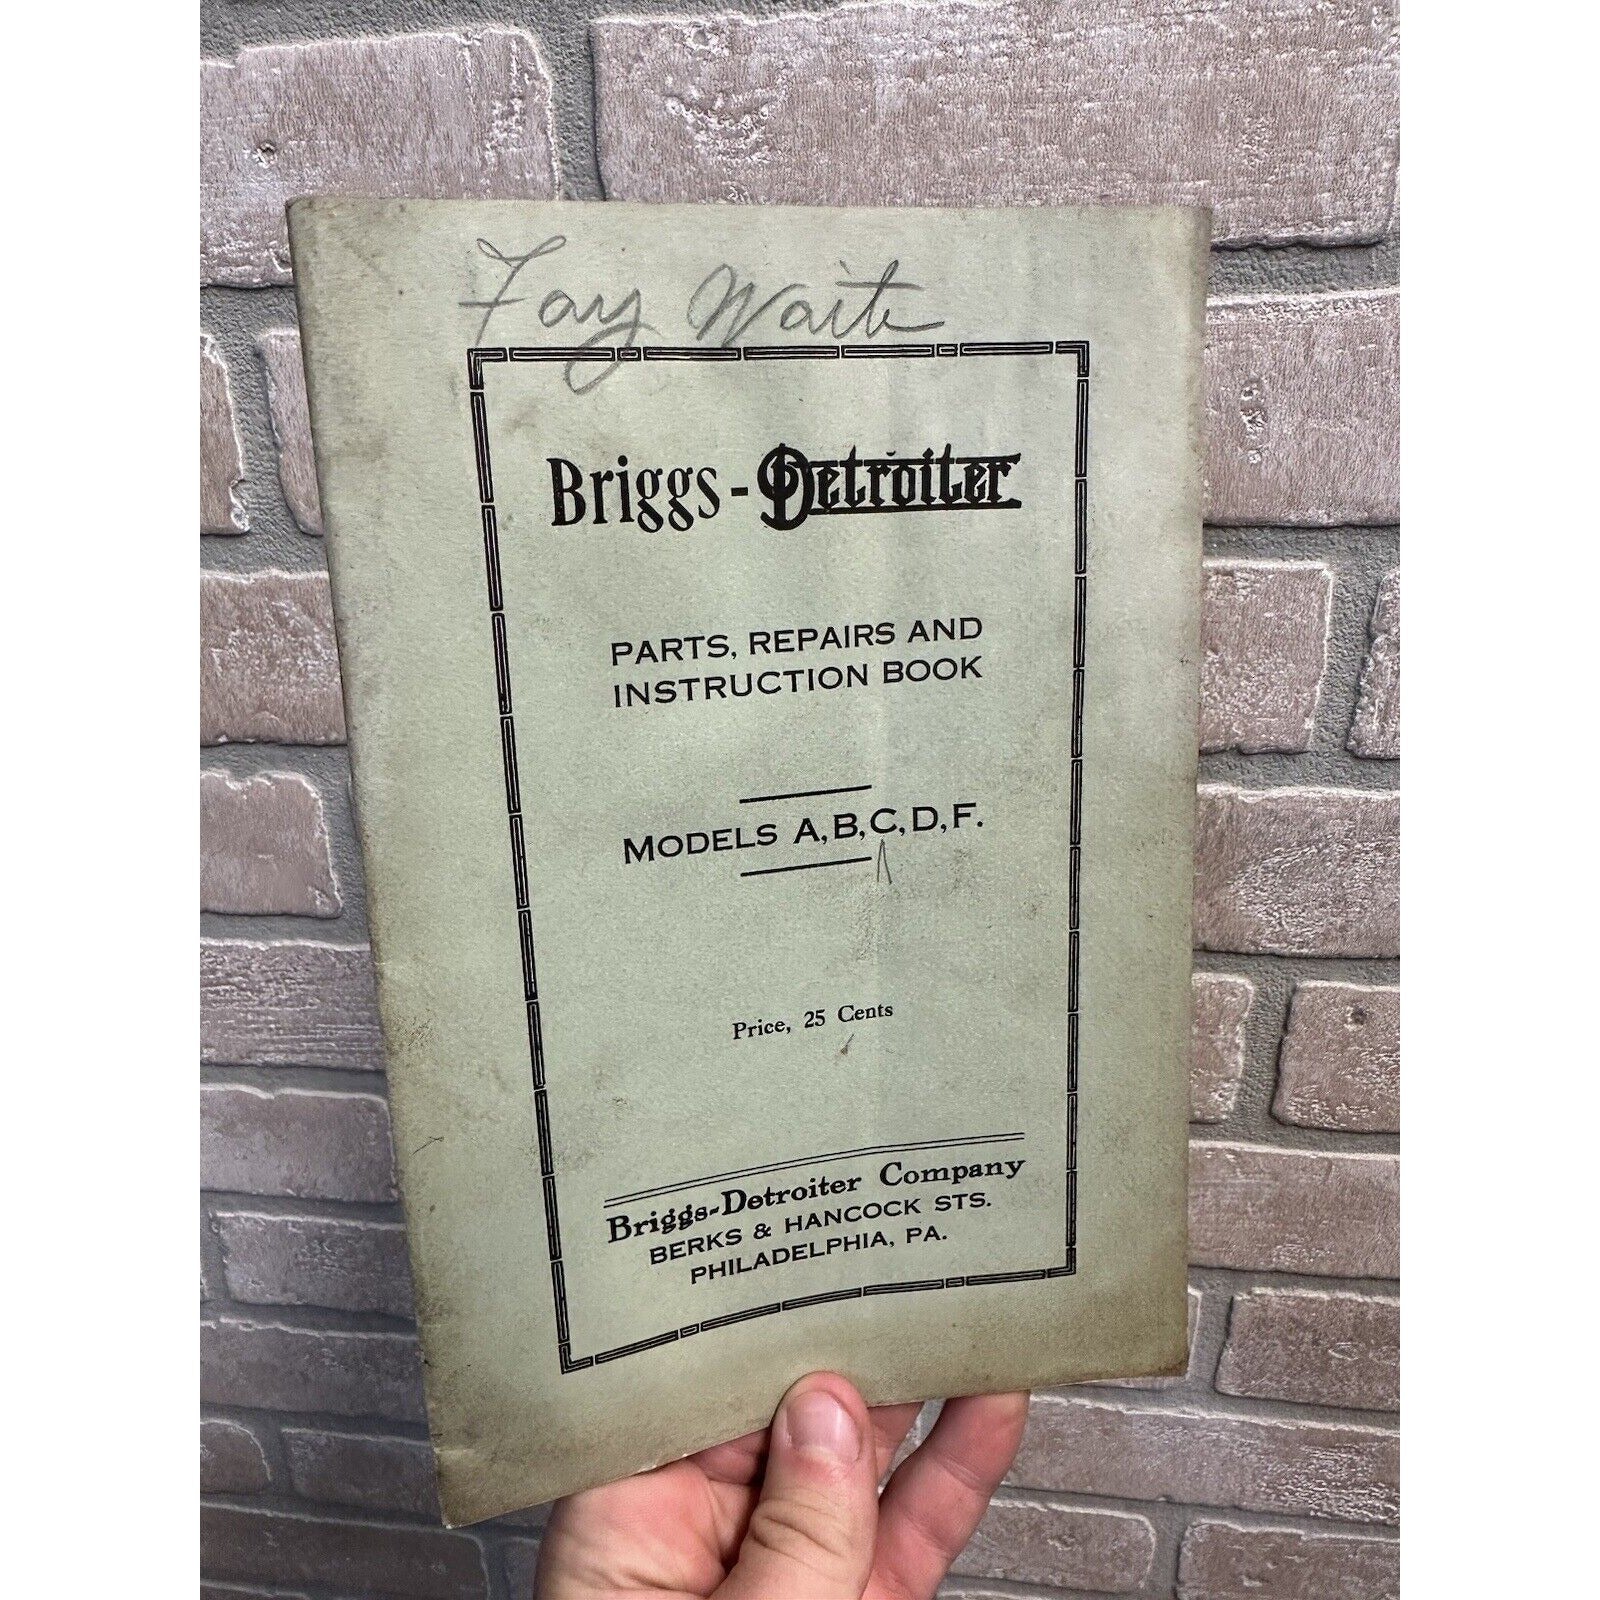 Fay Waite
Briggs-Detroiter
PARTS, REPAIRS AND
INSTRUCTION BOOK
MODELS A, B, C, D, F.
Price, 25 Cents
Briggs-Detroiter Company
BERKS & HANCOCK STS.
PHILADELPHIA, PA.